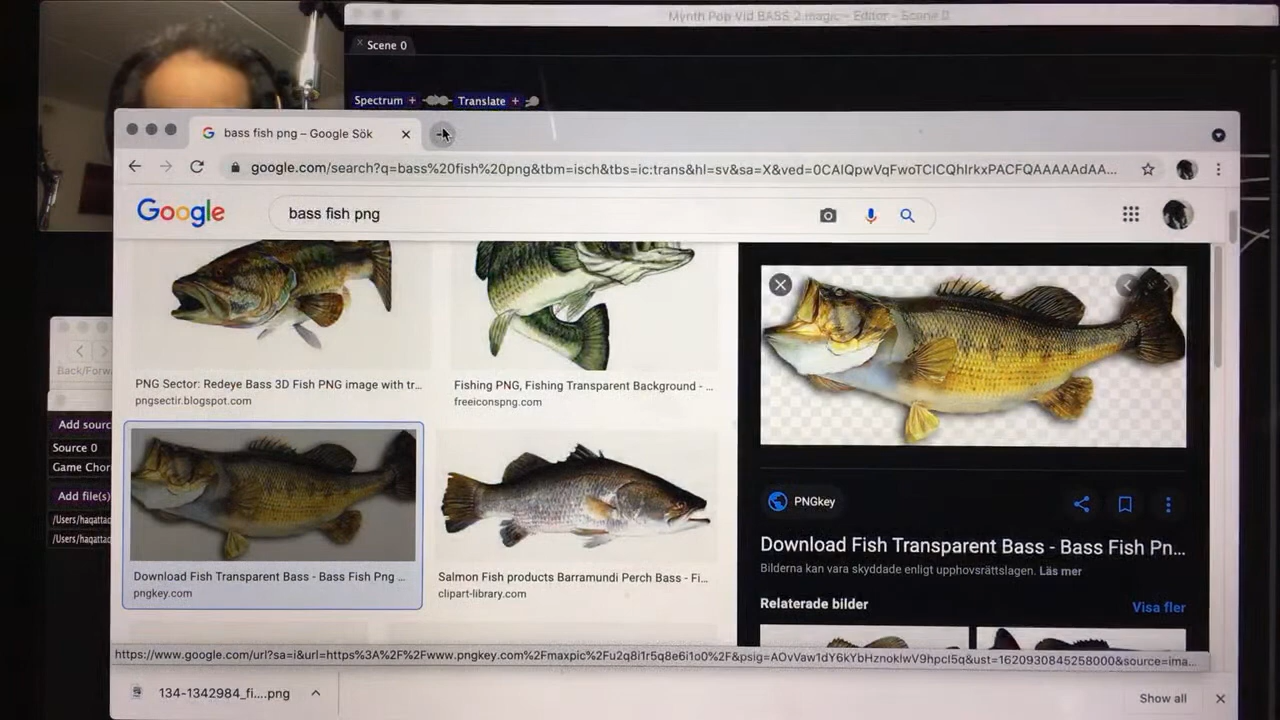 Mynth Pop Vid BASS 2.magic - Editor - Scene 0
Scene 0
Spectrum + Translate +
bass fish png – Google Sök
google.com/search?q=bass%20fish%20png&tbm=isch&tbs=ic:trans&hl=sv&sa=X&ved=0CAIQpwVqFwoTCICQhIrkxPACFQAAAAAdAA...
Google
bass fish png
PNG Sector: Redeye Bass 3D Fish PNG image with tr...
pngsectir.blogspot.com
Fishing PNG, Fishing Transparent Background - ...
freeiconspng.com
Back/Forw
Add sourc
Source 0
Game Chor
Add file(s)
/Users/haqattac
/Users/haqattac
Download Fish Transparent Bass - Bass Fish Png ...
pngkey.com
Salmon Fish products Barramundi Perch Bass - Fi...
clipart-library.com
PNGkey
Download Fish Transparent Bass - Bass Fish Pn...
Bilderna kan vara skyddade enligt upphovsrättslagen. Läs mer
Relaterade bilder
Visa fler
https://www.google.com/url?sa=i&url=https%3A%2F%2Fwww.pngkey.com%2Fmaxpic%2Fu2q8i1r5q8e6i1o0%2F&psig=AOvVaw1dY6kYbHznoklwV9hpcI5q&ust=1620930845258000&source=ima...
134-1342984_fi....png
Show all